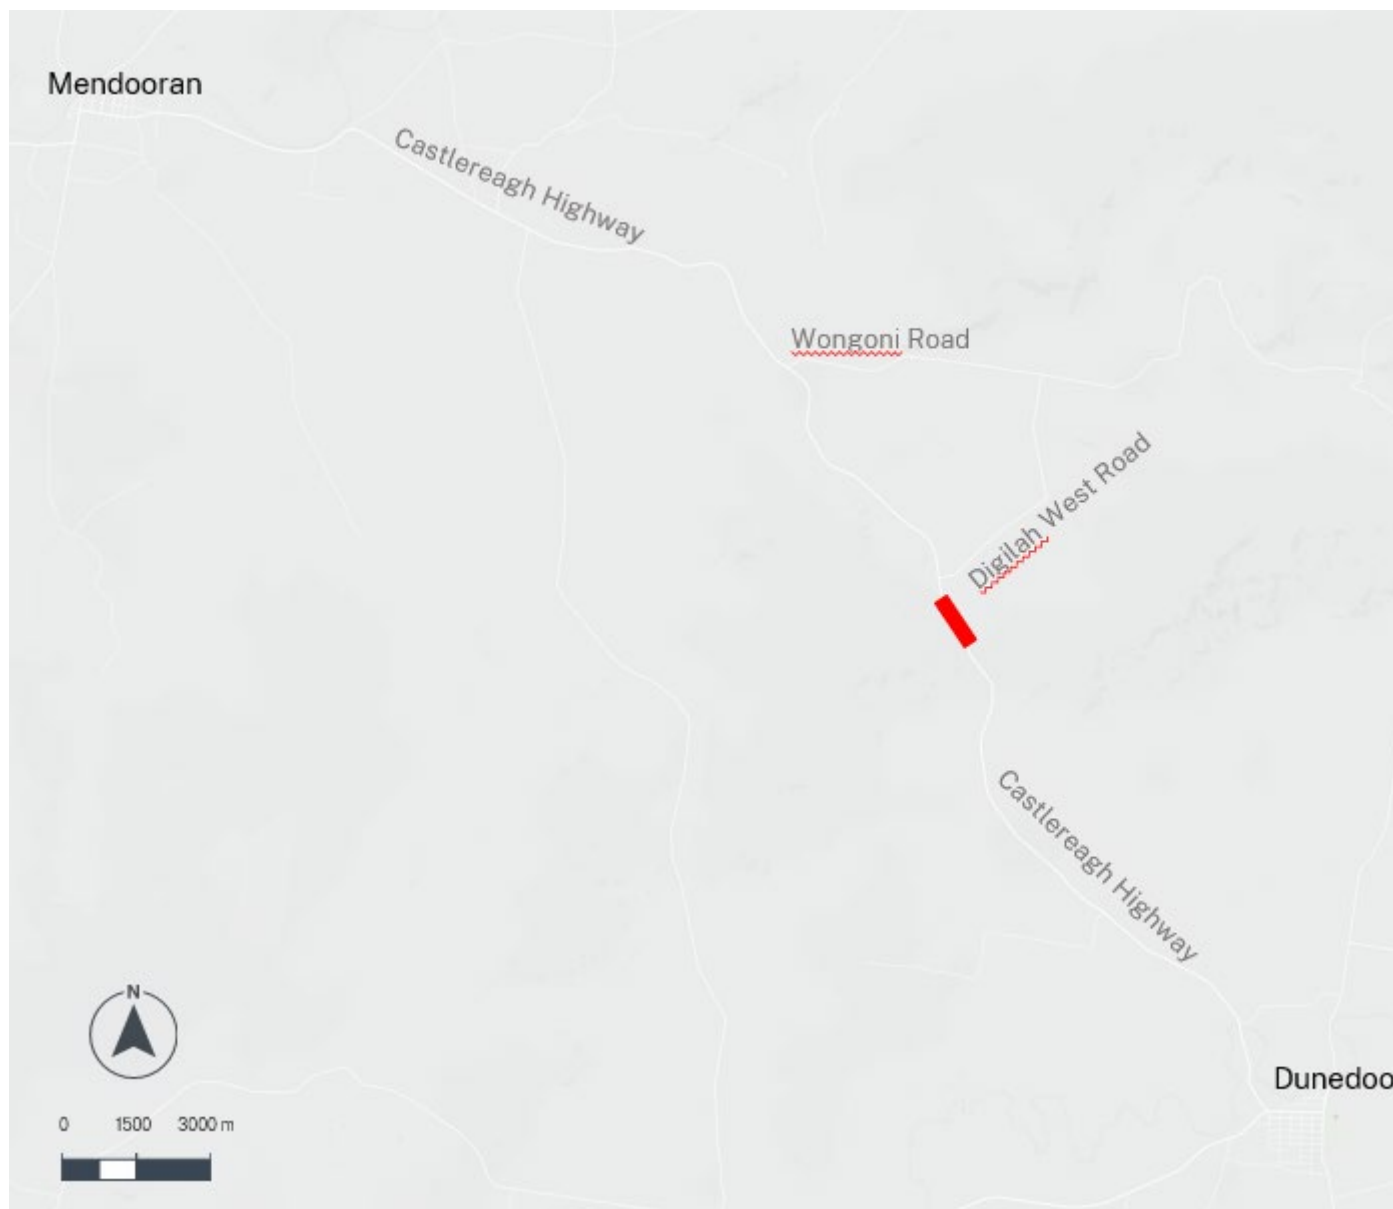 Mendooran
Castlereagh Highway
Wongoni Road
Digilah West Road
Castlereagh Highway
N
Dunedoo
0 1500 3000 m